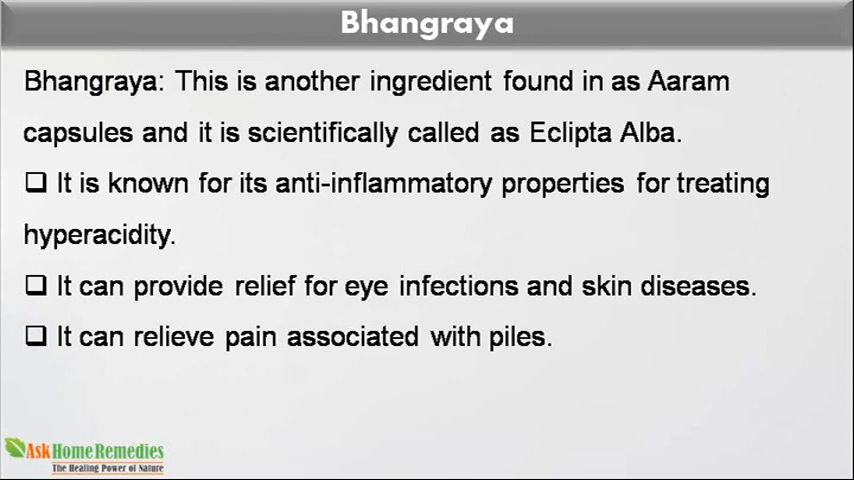 Bhangraya
Bhangraya: This is another ingredient found in as Aaram
capsules and it is scientifically called as Eclipta Alba.
❑ It is known for its anti-inflammatory properties for treating
hyperacidity.
❑ It can provide relief for eye infections and skin diseases.
❑ It can relieve pain associated with piles.
AskHomeRemedies
The Healing Power of Nature